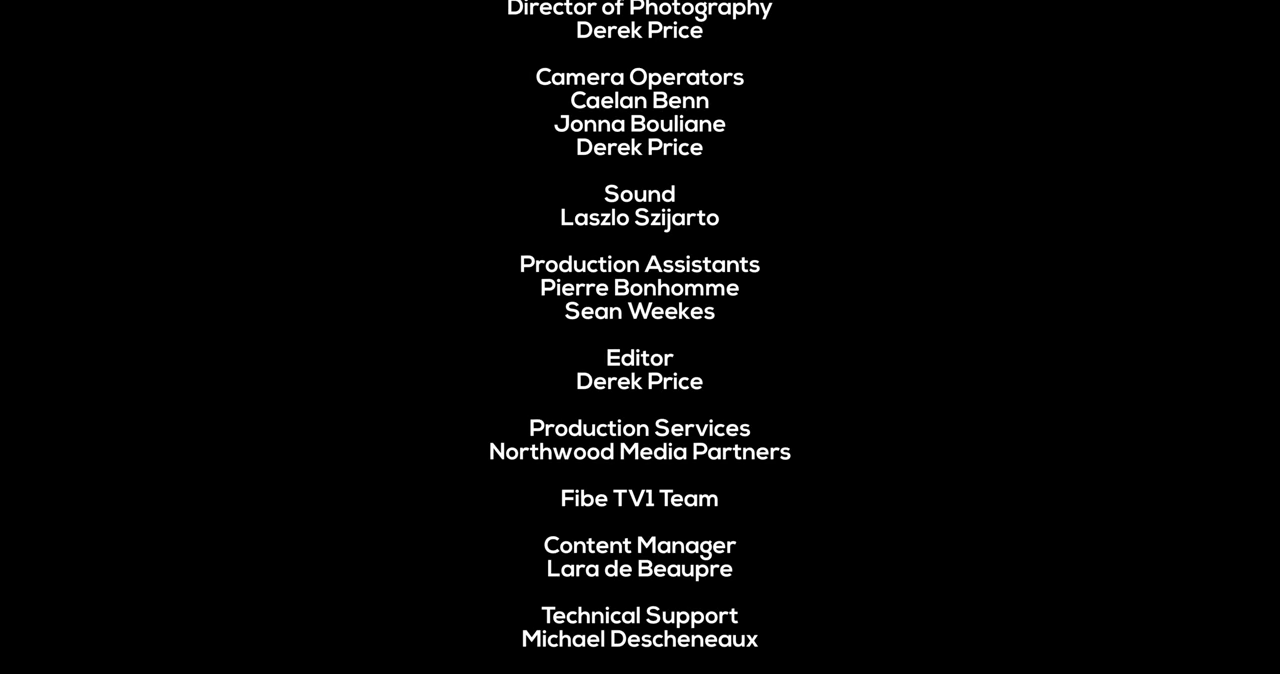 Director of Photography
Derek Price
Camera Operators
Caelan Benn
Jonna Bouliane
Derek Price
Sound
Laszlo Szijarto
Production Assistants
Pierre Bonhomme
Sean Weekes
Editor
Derek Price
Production Services
Northwood Media Partners
Fibe TV1 Team
Content Manager
Lara de Beaupre
Technical Support
Michael Descheneaux